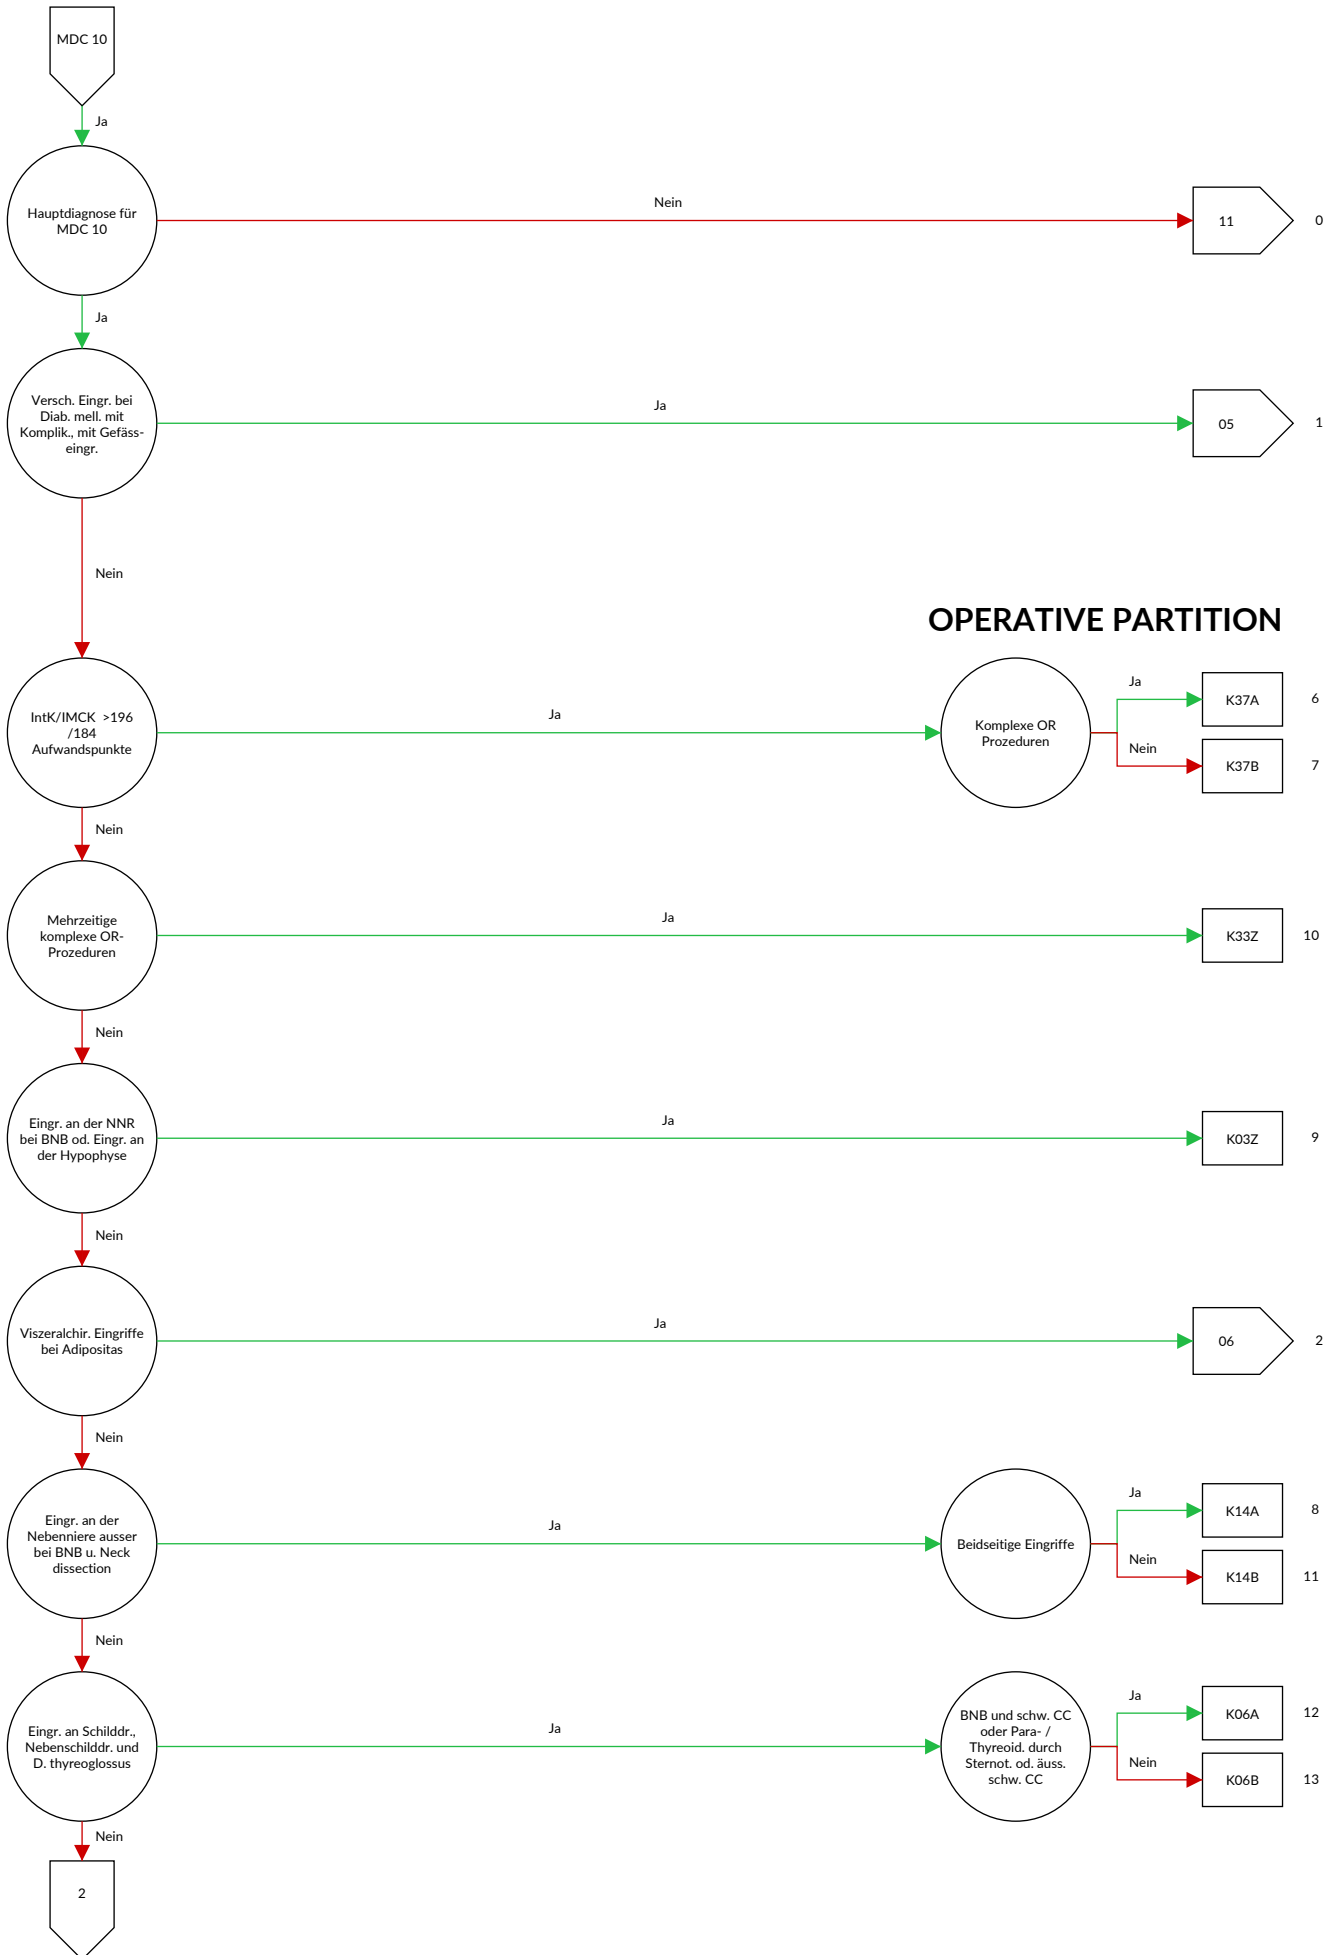 MDC 10
Ja
Hauptdiagnose für
MDC 10
Nein
11
0
Ja
Versch. Eingr. bei
Diab. mell. mit
Komplik., mit Gefäss-
eingr.
Ja
05
1
Nein
OPERATIVE PARTITION
IntK/IMCK >196
/184
Aufwandspunkte
Ja
Komplexe OR
Prozeduren
Ja
K37A
6
Nein
K37B
7
Nein
Mehrzeitige
komplexe OR-
Prozeduren
Ja
K33Z
10
Nein
Eingr. an der NNR
bei BNB od. Eingr. an
der Hypophyse
Ja
K03Z
9
Nein
Viszeralchir. Eingriffe
bei Adipositas
Ja
06
2
Nein
Eingr. an der
Nebenniere ausser
bei BNB u. Neck
dissection
Ja
Beidseitige Eingriffe
Ja
K14A
8
Nein
K14B
11
Nein
Eingr. an Schilddr.,
Nebenschilddr. und
D. thyreoglossus
Ja
BNB und schw. CC
oder Para- /
Thyreoid. durch
Sternot. od. äuss.
schw. CC
Ja
K06A
12
Nein
K06B
13
Nein
2